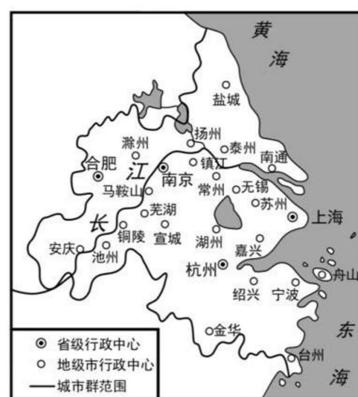 黄
海
盐城
扬州
滁州
泰州
南通
合肥
江
南京
镇江
马鞍山
常州
无锡
苏州
芜湖
上海
长
铜陵
宣城
湖州
安庆
池州
嘉兴
杭州
舟山
绍兴
宁波
东
金华
台州
海
省级行政中心
地级市行政中心
城市群范围